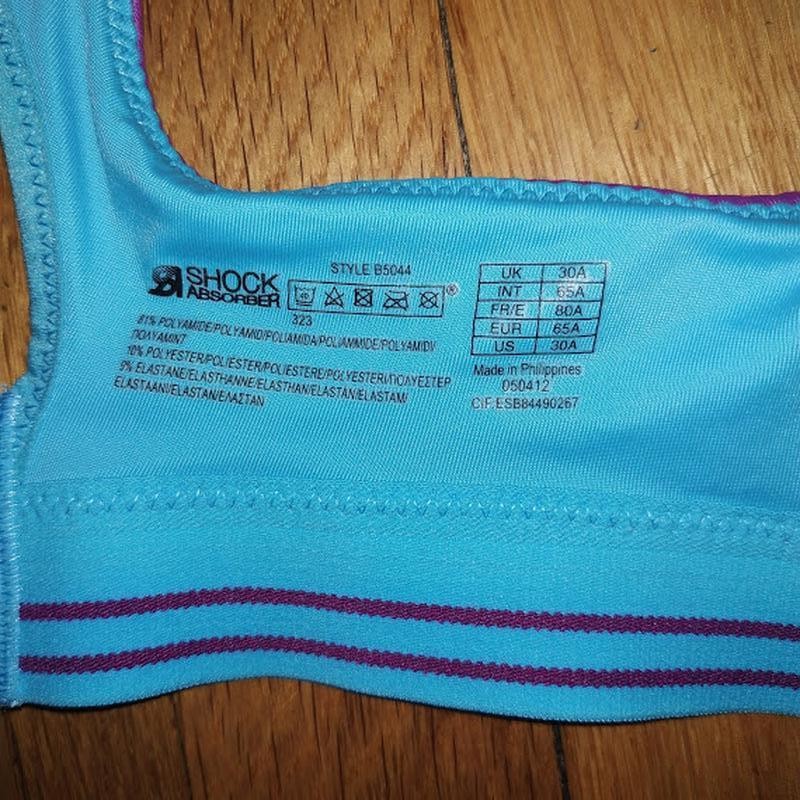 SHOCK
ABSORBER
STYLE B5044
40
®
323
81% POLYAMIDE/POLYAMID/POLIAMIDA/POLIAMMIDE/POLYAMIDI/
ΠΟΛΥΑΜΙΝΤ
10% POLYESTER/POLIESTER/POLIESTERE/POLYESTERI/ΠΟΛΥΕΣΤΕΡ
9% ELASTANE/ELASTHANNE/ELASTHAN/ELASTAN/ELASTAM/
ELASTAANI/ELASTAN/ΕΛΑΣΤΑΝ
UK 30A
INT 65A
FR/E 80A
EUR 65A
US 30A
Made in Philippines
050412
CIF:ESB84490267